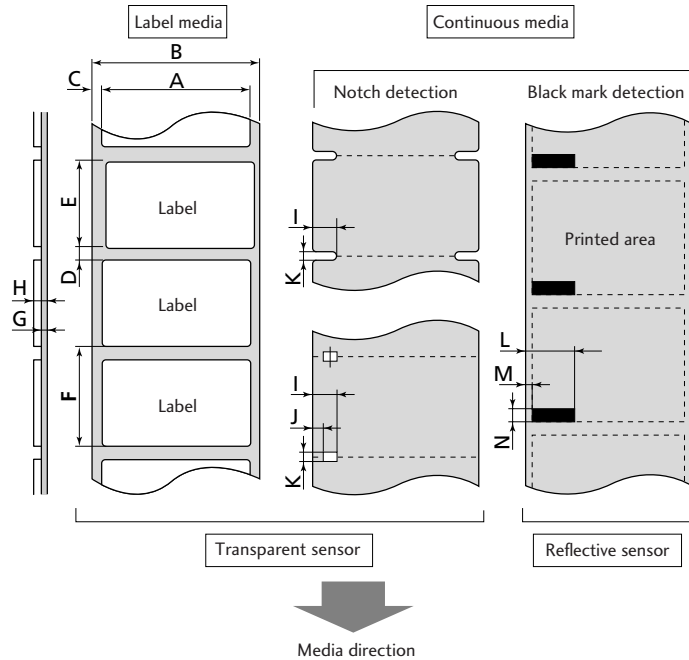 Label media
Continuous media
B
C
A
Notch detection
Black mark detection
E
Label
I
K
Printed area
D
Label
H
G
F
Label
I
J
K
L
M
N
Transparent sensor
Reflective sensor
Media direction